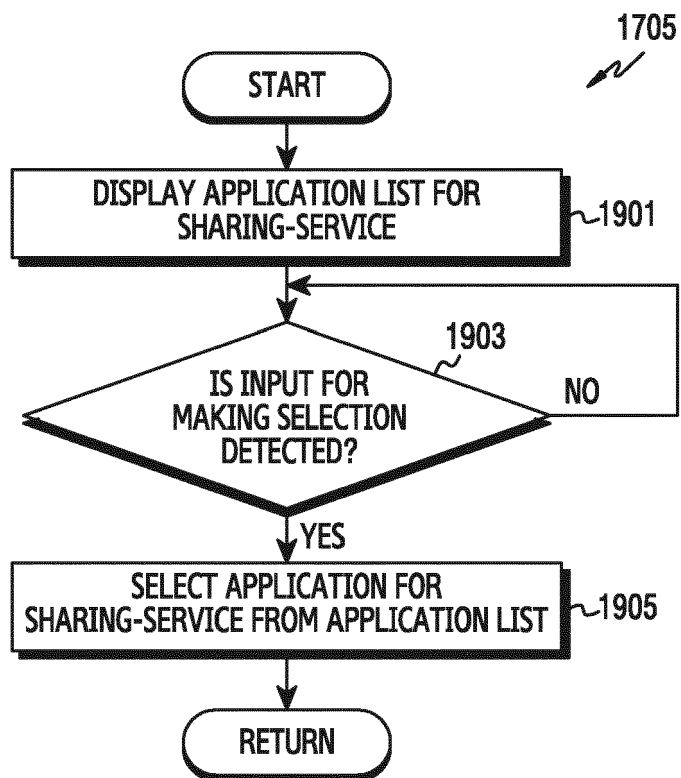 1705
START
DISPLAY APPLICATION LIST FOR
SHARING-SERVICE
1901
1903
IS INPUT FOR
MAKING SELECTION
DETECTED?
NO
YES
SELECT APPLICATION FOR
SHARING-SERVICE FROM APPLICATION LIST
1905
RETURN